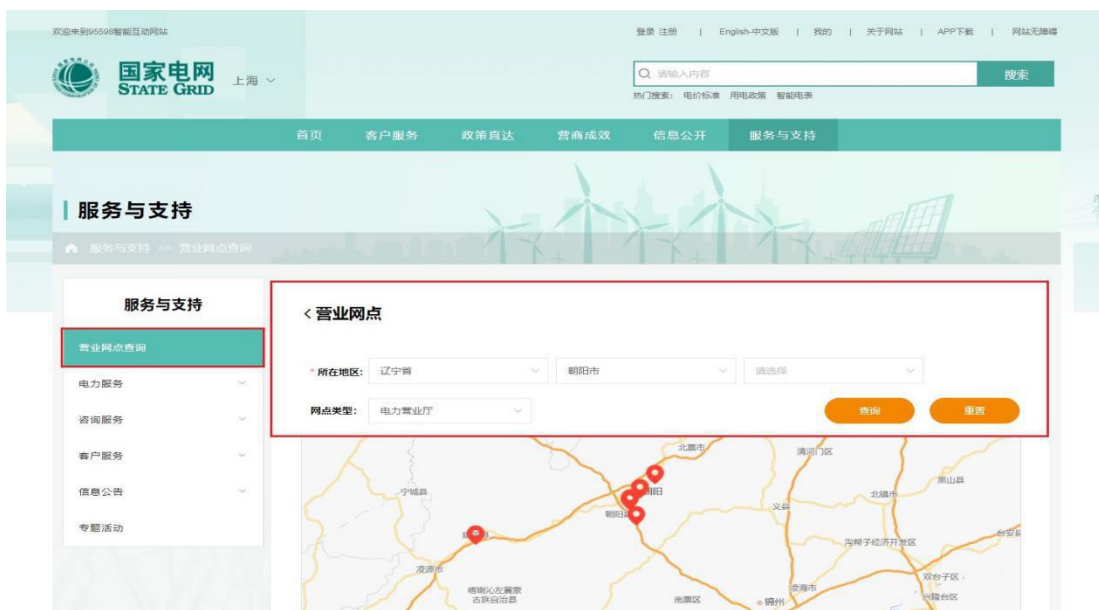 欢迎来到95598智能互动网站
登录 注册 | English-中文版 | 我的 | 关于网站 | APP下载 | 网站无障碍
国家电网
STATE GRID
上海
请输入内容
搜索
热门搜索: 电价标准 用电政策 智能电表
首页 客户服务 政策直达 营商成效 信息公开 服务与支持
服务与支持
服务与支持 >> 营业网点查询
服务与支持
营业网点查询
电力服务
咨询服务
客户服务
信息公告
专题活动
<营业网点
* 所在地区: 辽宁省 朝阳市 请选择
网点类型: 电力营业厅 查询 重置
北票市
清河门区
黑山县
宁城县
朝阳
北镇市
义县
台安县
沟帮子经济开发区
凌源市
双台子区
喀喇沁左翼蒙
古族自治县
凌海市
兴隆台区
南票区
锦州